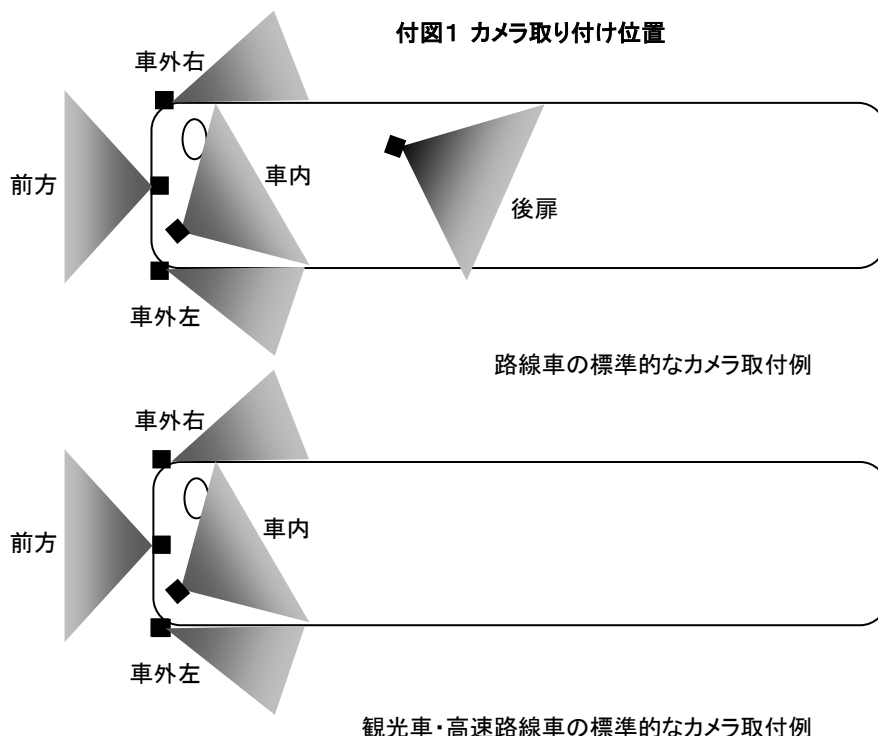 付図1 カメラ取り付け位置
車外右
前方
車内
後扉
車外左
路線車の標準的なカメラ取付例
車外右
前方
車内
車外左
観光車・高速路線車の標準的なカメラ取付例